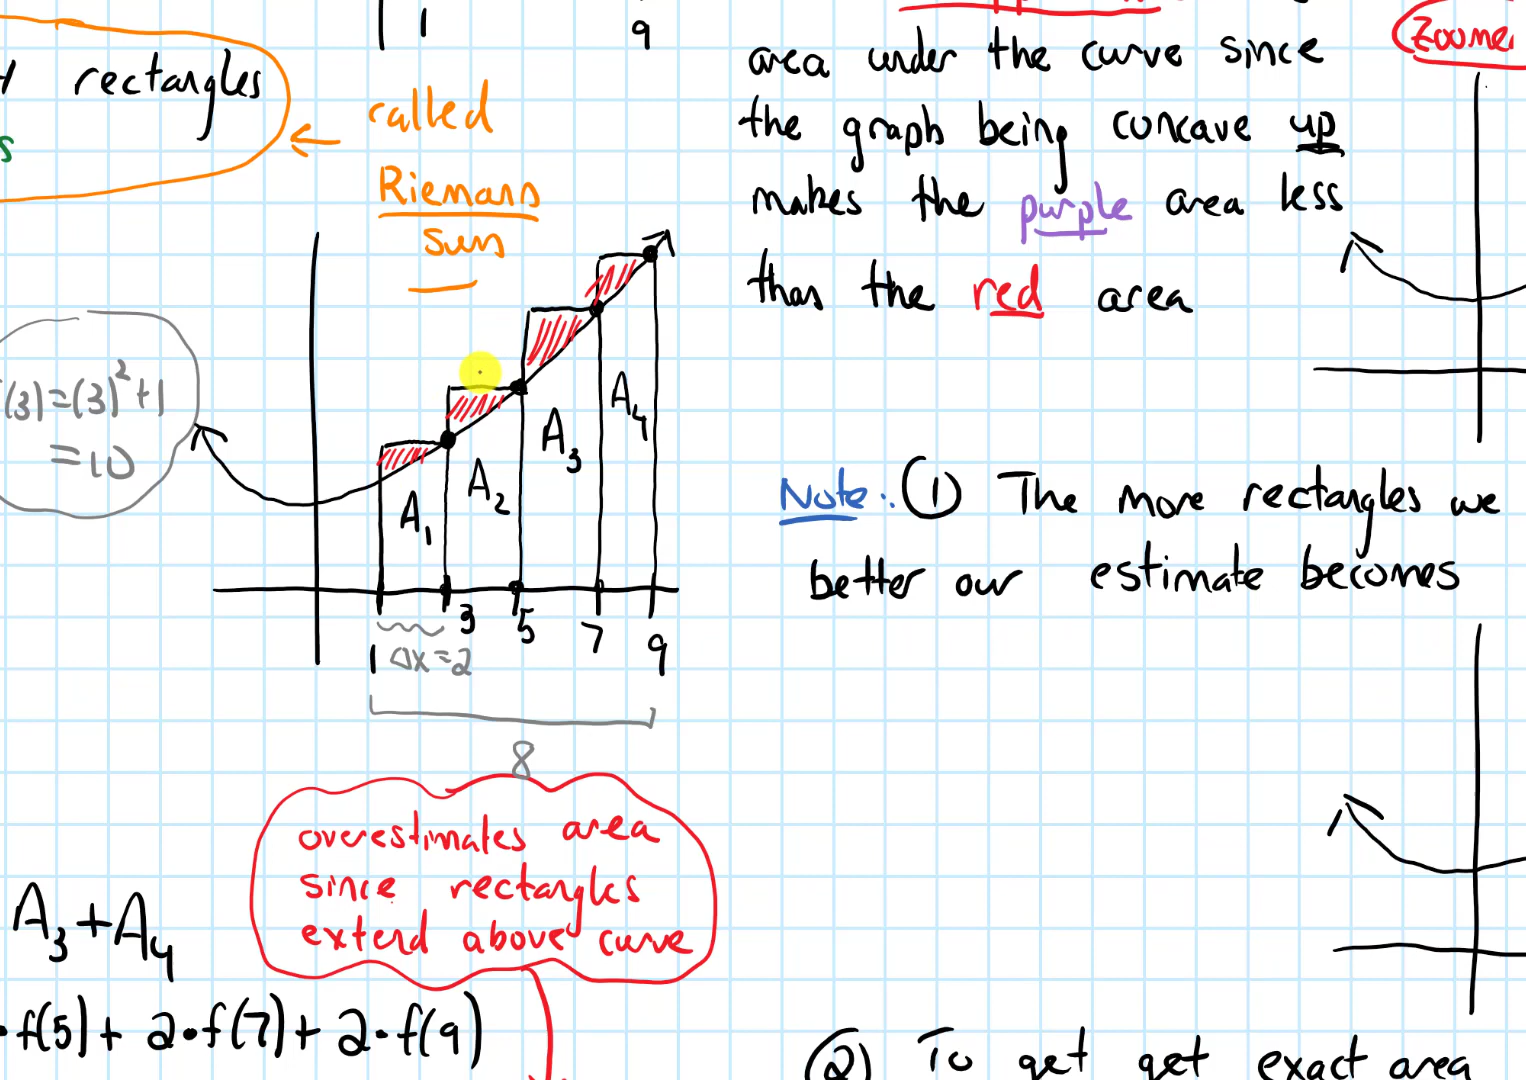 1 9
rectangles
called
Riemann
sum
(3)=(3)²+1
=10
A₁ A₂ A₃ A₄
1 3 5 7 9
Δx=2
8
overestimates area
since rectangles
extend above curve
A₃+A₄
·f(5)+ 2·f(7)+ 2·f(9)
area under the curve since
the graph being concave up
makes the purple area less
than the red area
Note: (1) The more rectangles we
better our estimate becomes
(2) To get get exact area